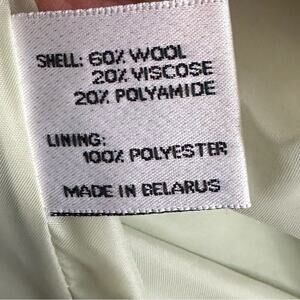 SHELL: 60% WOOL
20% VISCOSE
20% POLYAMIDE
LINING:
100% POLYESTER
MADE IN BELARUS